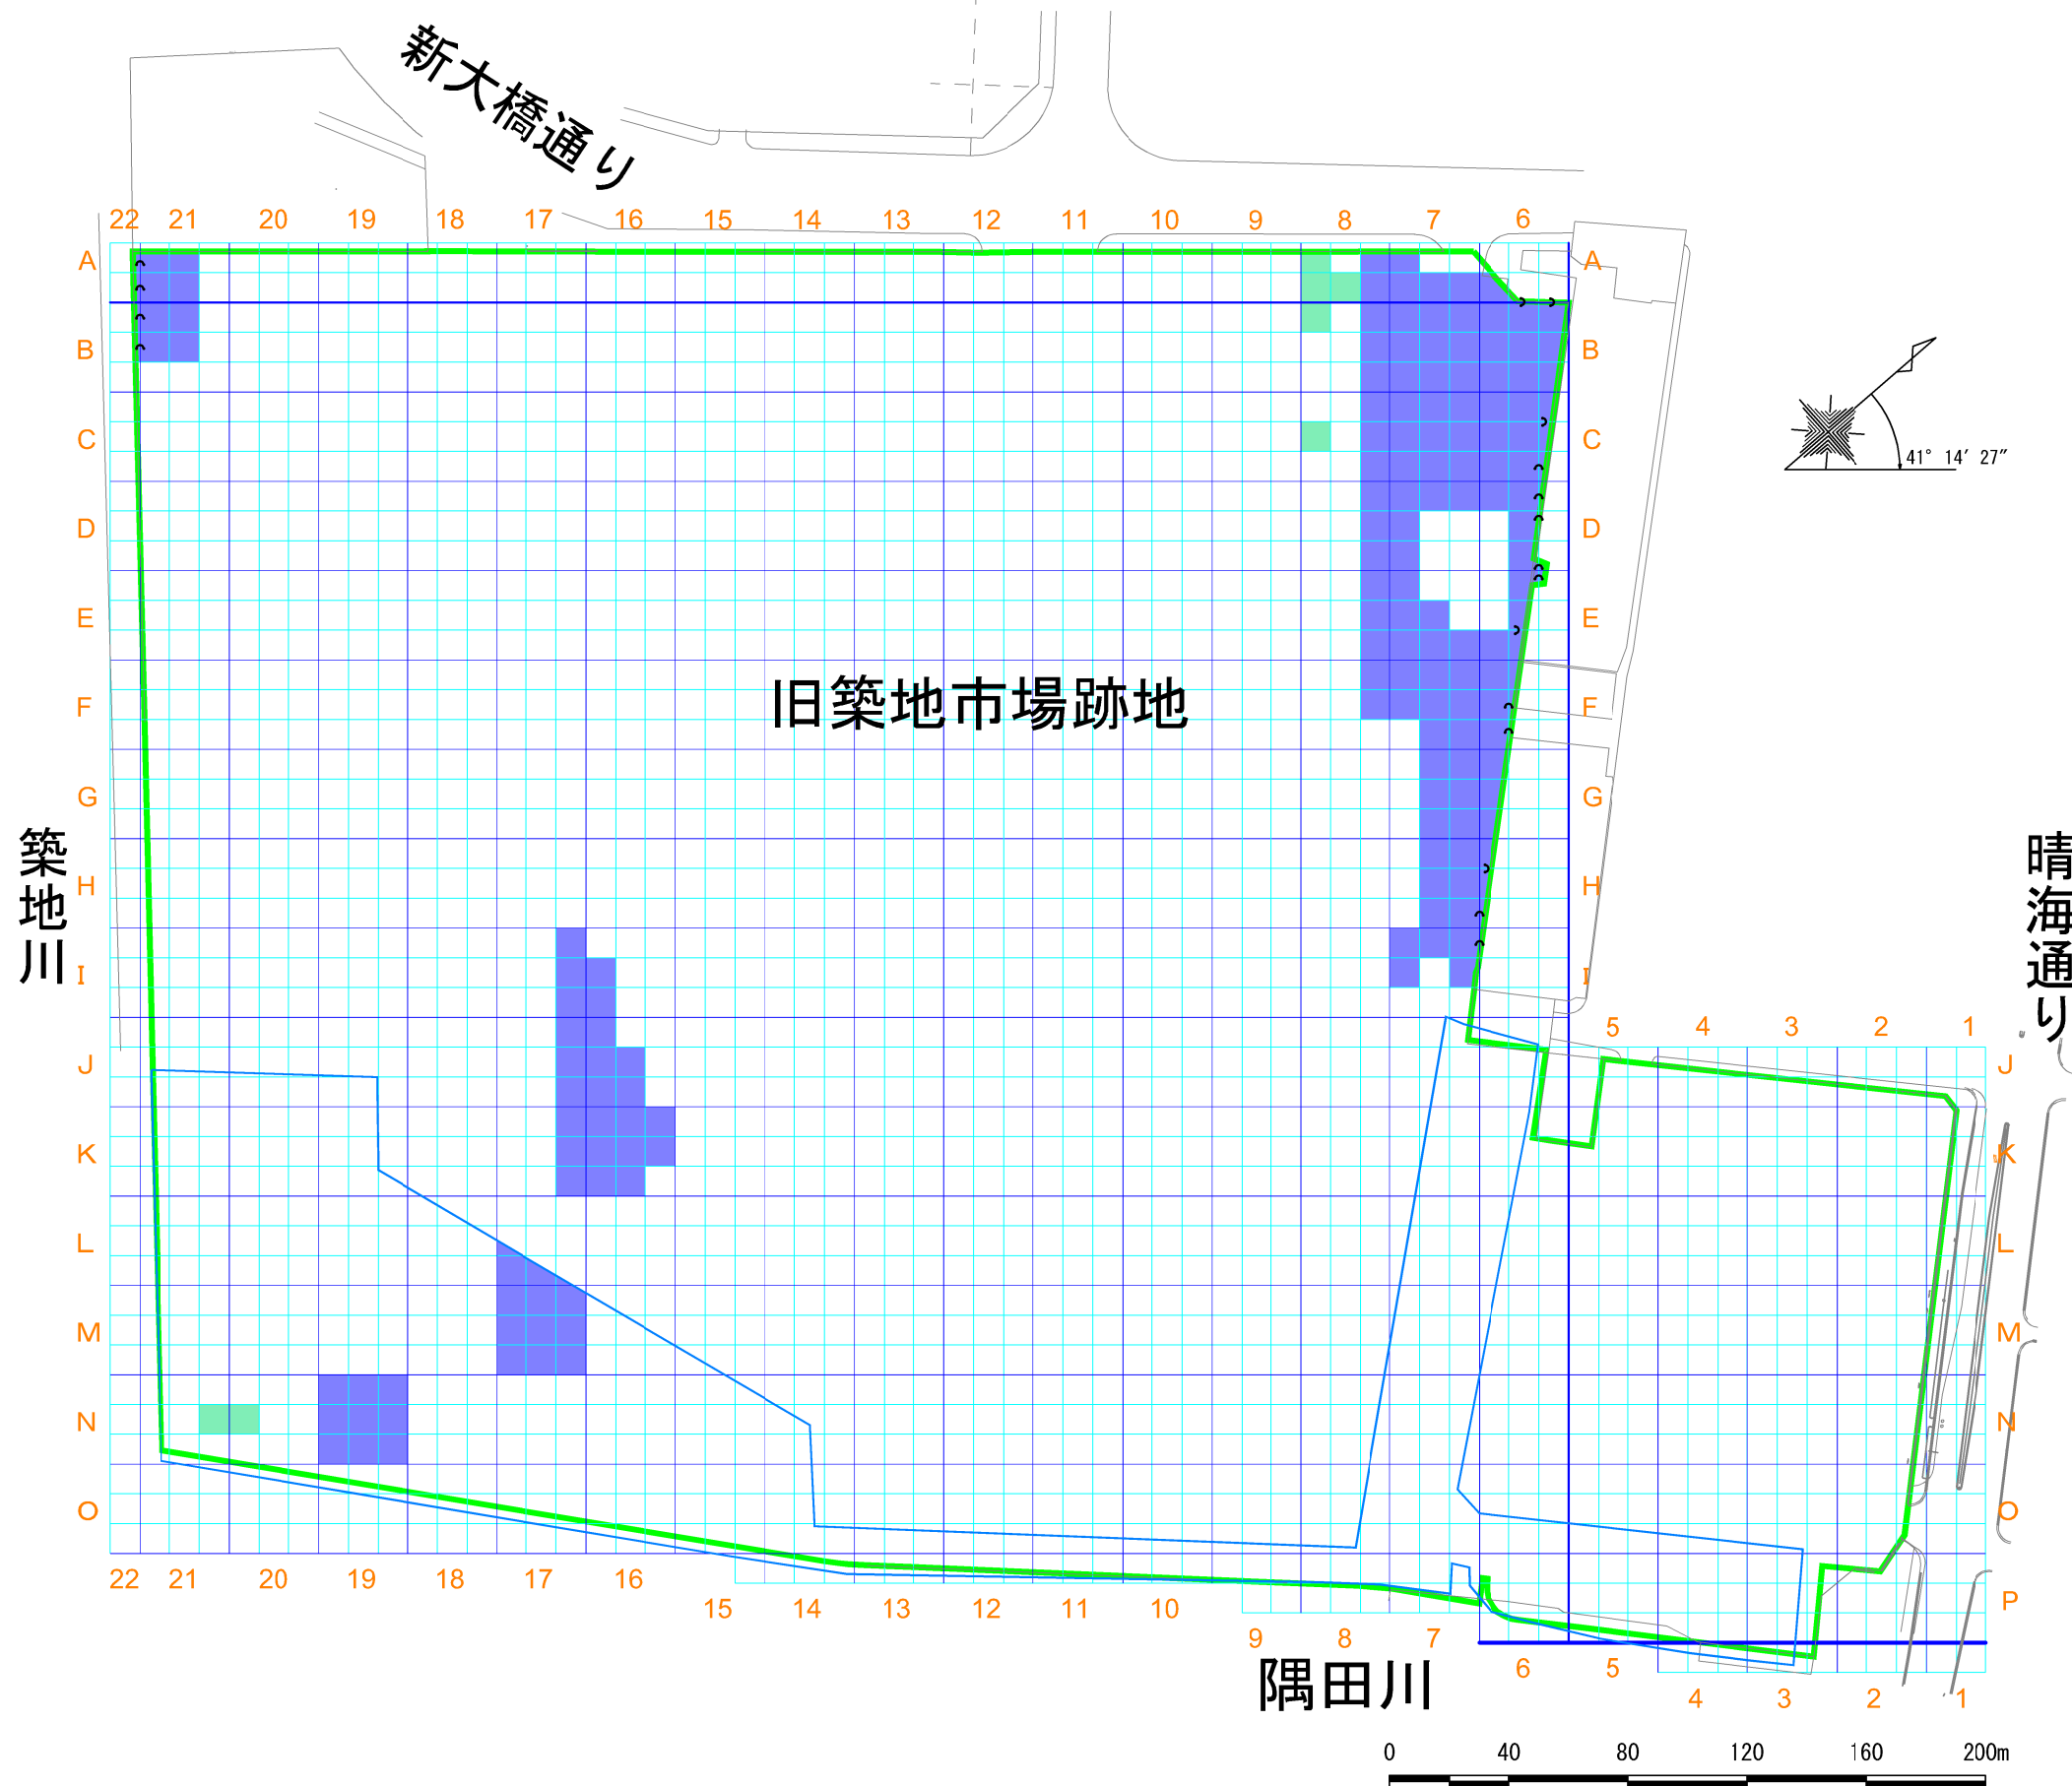 新大橋通り
22 21 20 19 18 17 16 15 14 13 12 11 10 9 8 7 6
A A
B B
C C
41° 14′ 27″
D D
E E
旧築地市場跡地
F F
G G
築地川
晴海通り
H H
I I
5 4 3 2 1
J J
K K
L L
M M
N N
O O
22 21 20 19 18 17 16
P
15 14 13 12 11 10
9 8 7
隅田川
6 5
4 3 2 1
0 40 80 120 160 200m